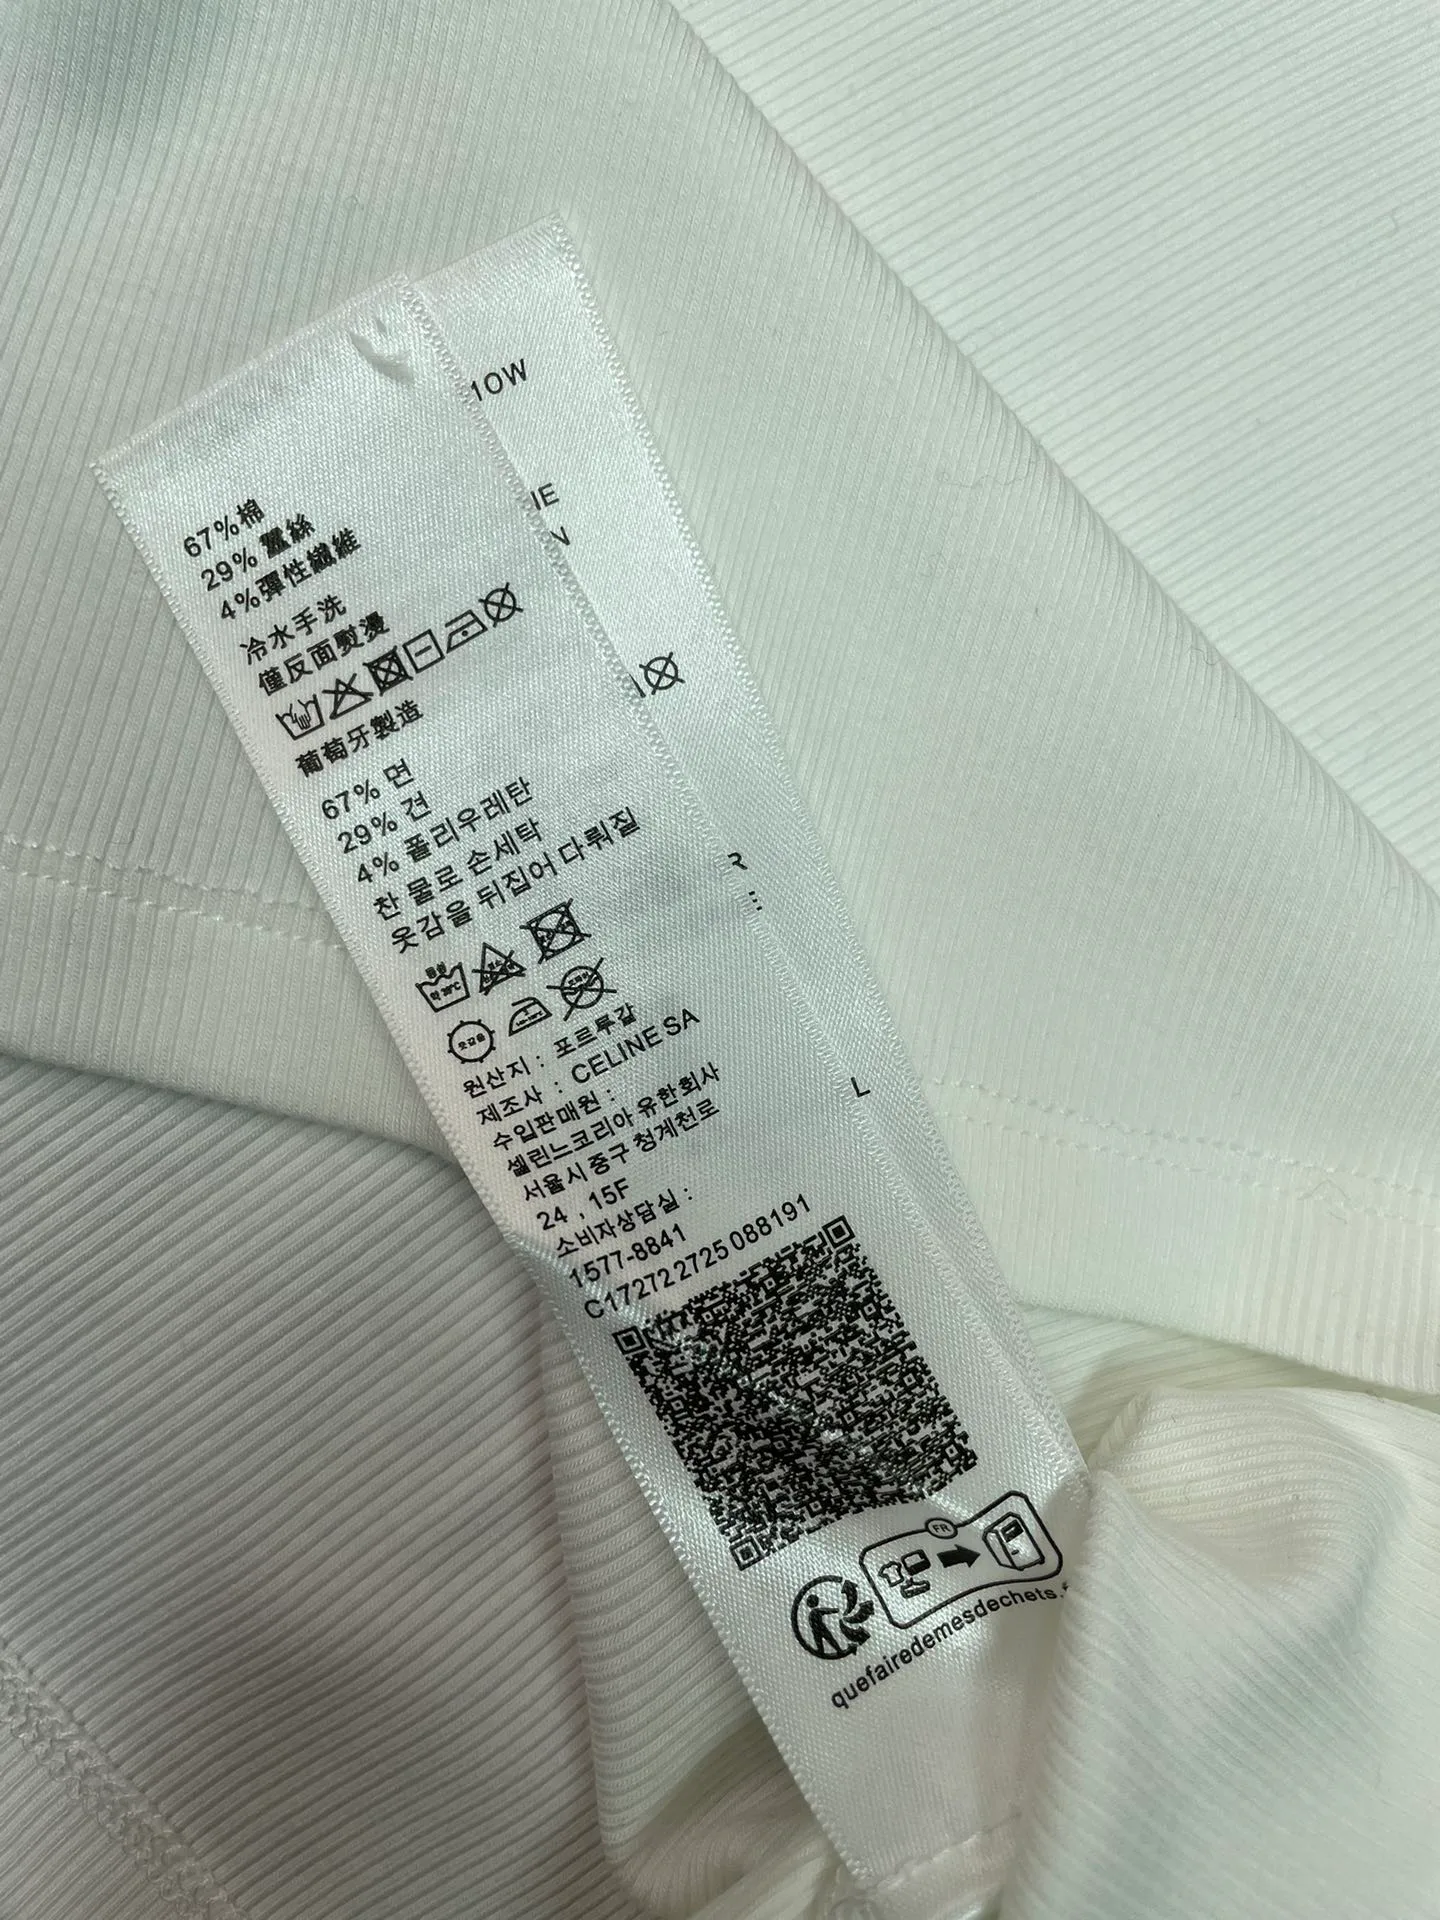 67%棉
29%蠶絲
4%彈性纖維
冷水手洗
僅反面熨燙
葡萄牙製造
67% 면
29% 견
4% 폴리우레탄
찬 물로 손세탁
옷감을 뒤집어 다뤄질
원산지 : 포르투갈
제조사 : CELINE SA
수입판매원 :
셀린느코리아 유한회사
서울시 중구 청계천로
24 , 15F
소비자상담실 :
1577-8841
C17272725 088191
FR
quefairedemesdechets.f
10W
IE
N
R
L